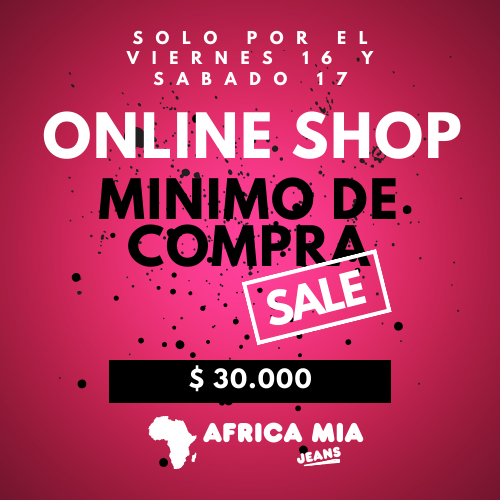 SOLO POR EL
VIERNES 16 Y
SABADO 17
ONLINE SHOP
MINIMO DE
COMPRA
SALE
$ 30.000
AFRICA MIA
JEANS